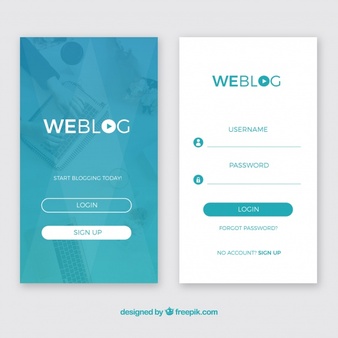 WEBLOG
START BLOGGING TODAY!
LOGIN
SIGN UP
WEBLOG
USERNAME
PASSWORD
LOGIN
FORGOT PASSWORD?
NO ACCOUNT? SIGN UP
designed by freepik.com